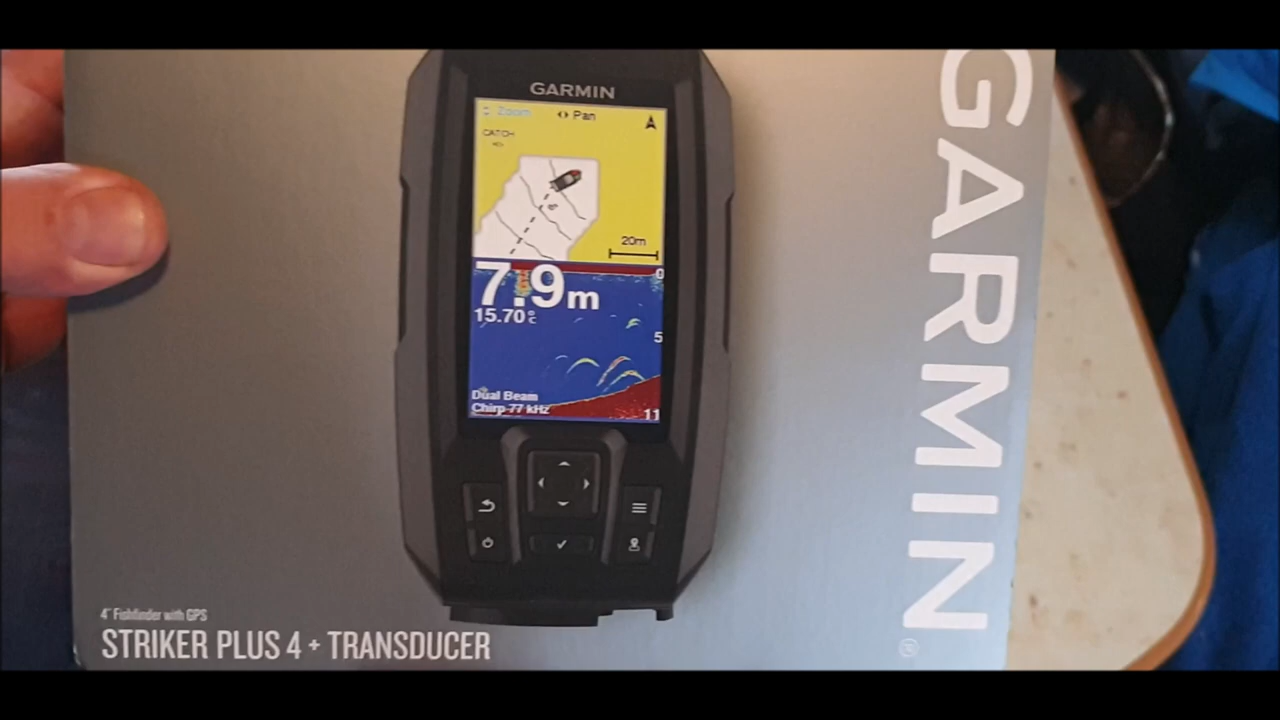 GARMIN
Zoom
Pan
CATCH
20m
7.9m
0
15.70°C
5
Dual Beam
Chirp 77 kHz
11
GARMIN®
4" Fishfinder with GPS
STRIKER PLUS 4 + TRANSDUCER